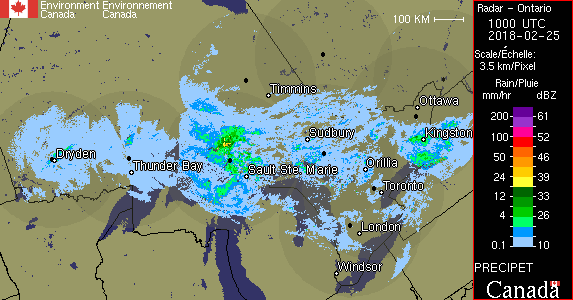 Environment Environnement
Canada Canada
100 KM
Timmins
Ottawa
Sudbury
Kingston
Dryden
Thunder Bay
Sault Ste. Marie
Orillia
Toronto
London
Windsor
Radar - Ontario
1000 UTC
2018-02-25
Scale/Échelle:
3.5 km/Pixel
Rain/Pluie
mm/hr dBZ
200 61
100 52
50 46
24 39
12 33
4 26
0.1 10
PRECIPET
Canada